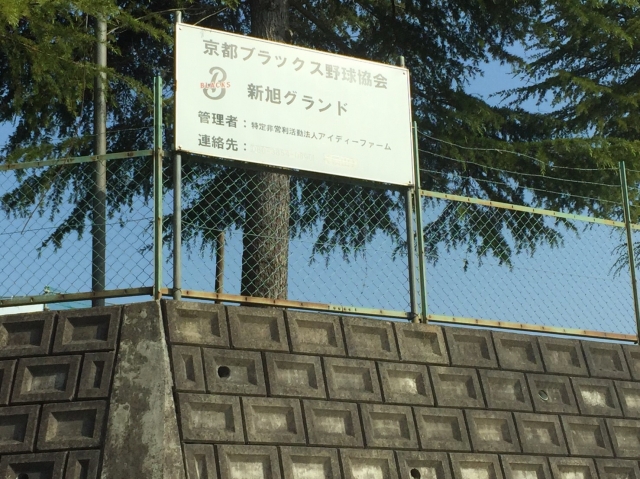 京都ブラックス野球協会
B
BLACKS
新旭グランド
管理者：特定非営利活動法人アイディーファーム
連絡先：